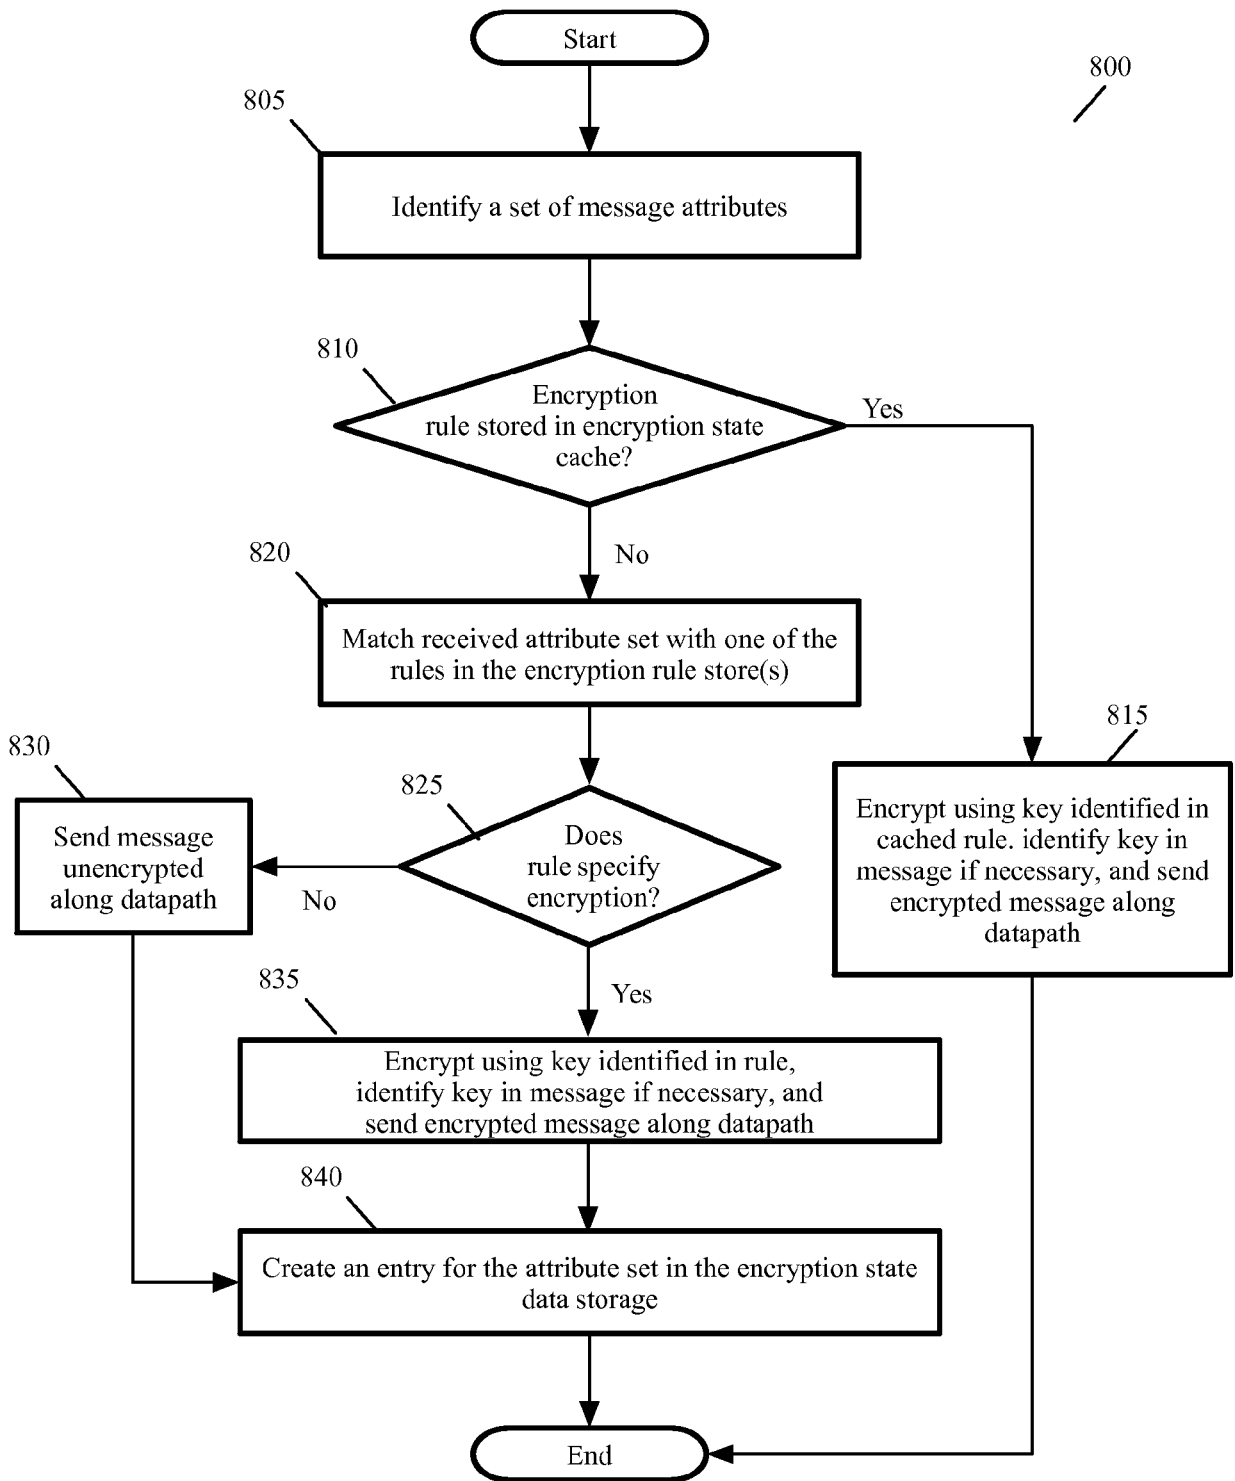 Start
800
805
Identify a set of message attributes
810
Encryption
rule stored in encryption state
cache?
Yes
No
820
Match received attribute set with one of the
rules in the encryption rule store(s)
815
Encrypt using key identified in
cached rule. identify key in
message if necessary, and send
encrypted message along
datapath
830
Send message
unencrypted
along datapath
825
Does
rule specify
encryption?
No
Yes
835
Encrypt using key identified in rule,
identify key in message if necessary, and
send encrypted message along datapath
840
Create an entry for the attribute set in the encryption state
data storage
End